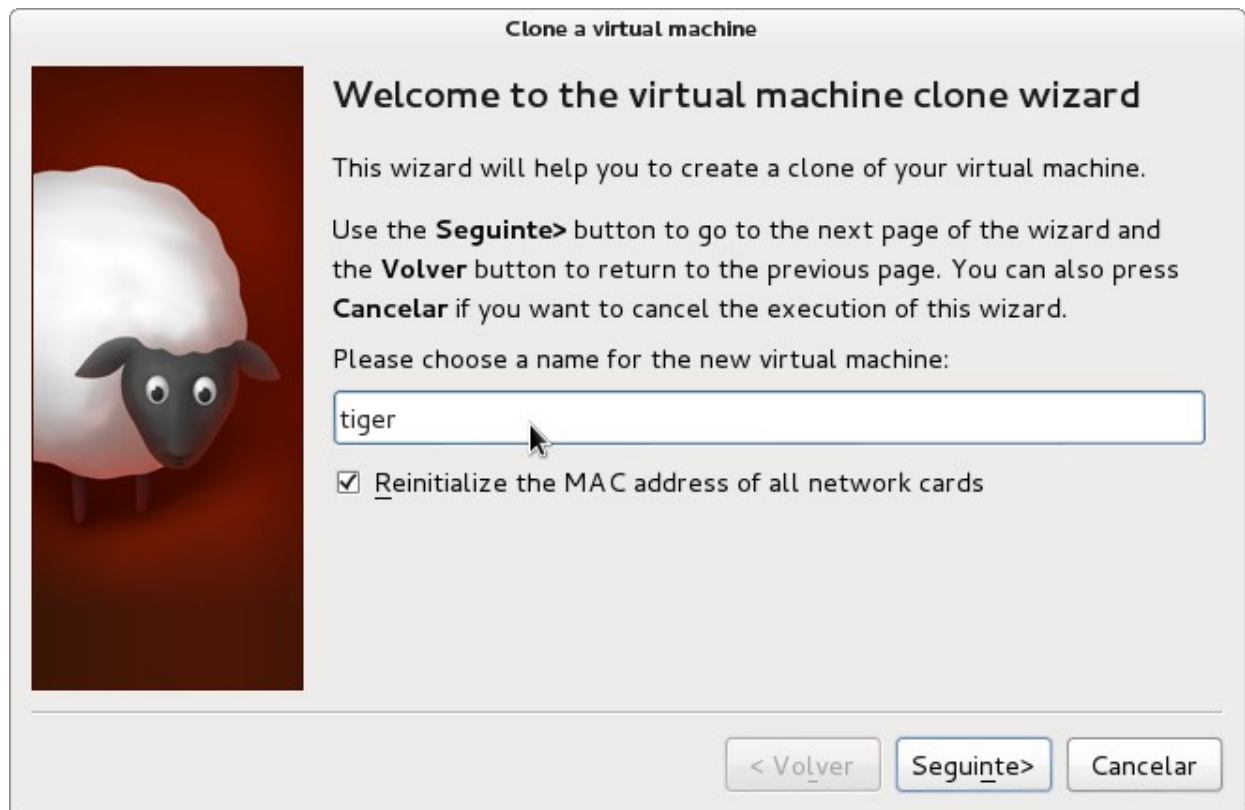 Clone a virtual machine
Welcome to the virtual machine clone wizard
This wizard will help you to create a clone of your virtual machine.
Use the Seguinte> button to go to the next page of the wizard and
the Volver button to return to the previous page. You can also press
Cancelar if you want to cancel the execution of this wizard.
Please choose a name for the new virtual machine:
tiger
Reinitialize the MAC address of all network cards
< Volver Seguinte> Cancelar